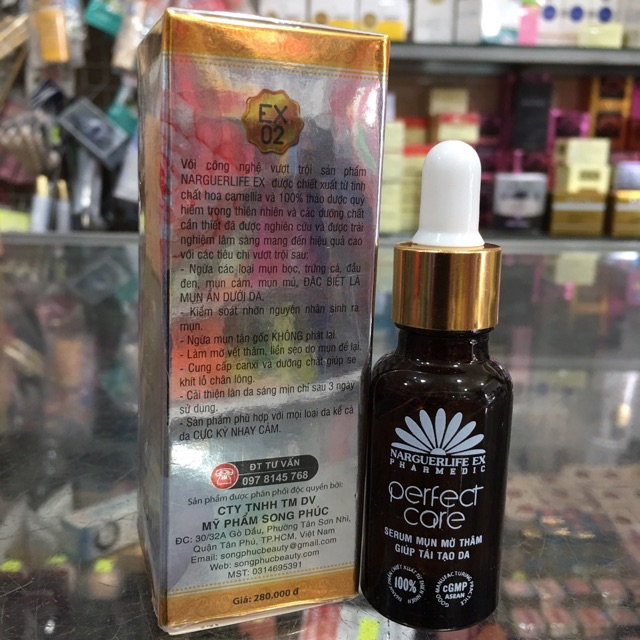 EX
02
Với công nghệ vượt trội sản phẩm
NARGUERLIFE EX được chiết xuất từ tinh
chất hoa camellia và 100% thảo dược quý
hiếm trong thiên nhiên và các dưỡng chất
cần thiết đã được nghiên cứu và được trải
nghiệm lâm sàng mang đến hiệu quả cao
với các tiêu chí vượt trội sau:
- Ngừa các loại mụn bọc, trứng cá, đầu
đen, mụn cám, mụn mủ, ĐẶC BIỆT LÀ
MỤN ẨN DƯỚI DA.
- Kiểm soát nhờn nguyên nhân sinh ra
mụn.
- Ngừa mụn tận gốc KHÔNG phát lại.
- Làm mờ vết thâm, liền sẹo do mụn để lại.
- Cung cấp canxi và dưỡng chất giúp se
khít lỗ chân lông.
- Cải thiện làn da sáng mịn chỉ sau 3 ngày
sử dụng.
- Sản phẩm phù hợp với mọi loại da kể cả
da CỰC KỲ NHẠY CẢM.
ĐT TƯ VẤN
097 8145 768
Sản phẩm được phân phối độc quyền bởi:
CTY TNHH TM DV
MỸ PHẨM SONG PHÚC
ĐC: 30/32A Gò Dầu, Phường Tân Sơn Nhì,
Quận Tân Phú, TP.HCM, Việt Nam
Email: songphucbeauty@gmail.com
Web: songphucbeauty.com
MST: 0314695391
Giá: 280.000 đ
NARGUERLIFE EX
PHARMEDIC
perfect
care
SERUM MỤN MỜ THÂM
GIÚP TÁI TẠO DA
100%
GOOD MANUFACTURING PRACTICE
cGMP
ASEAN